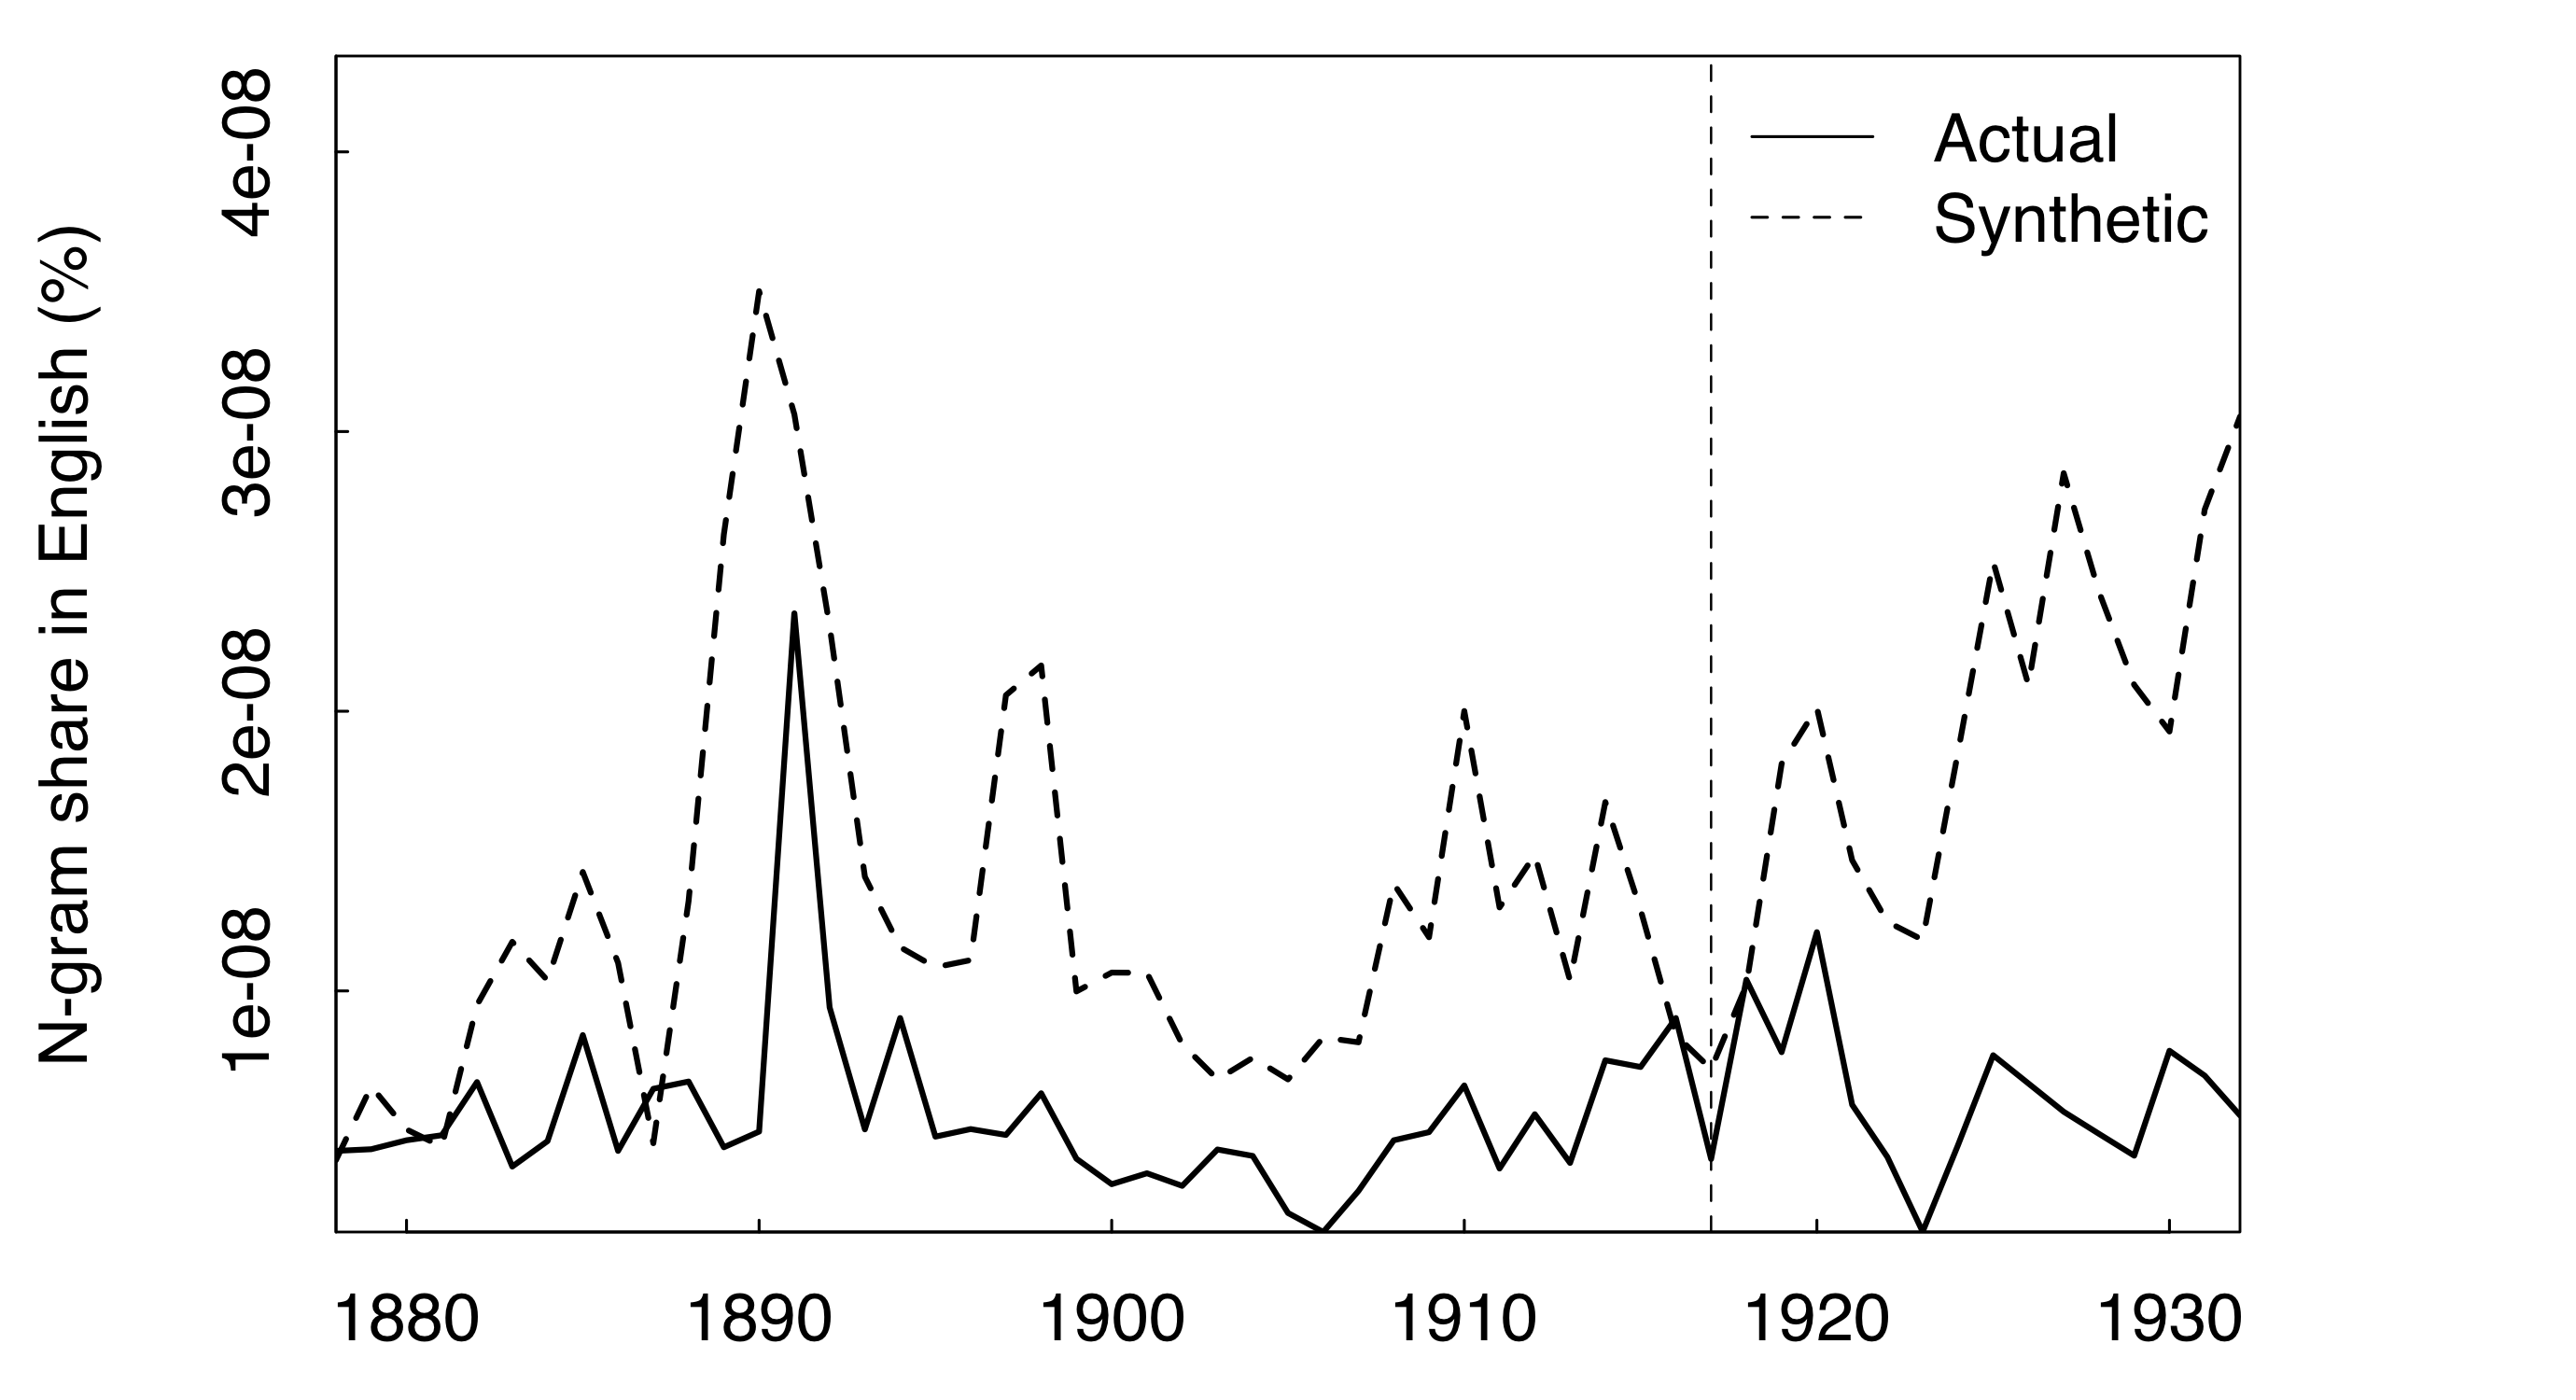 N-gram share in English (%)
4e-08
3e-08
2e-08
1e-08
Actual
Synthetic
1880 1890 1900 1910 1920 1930